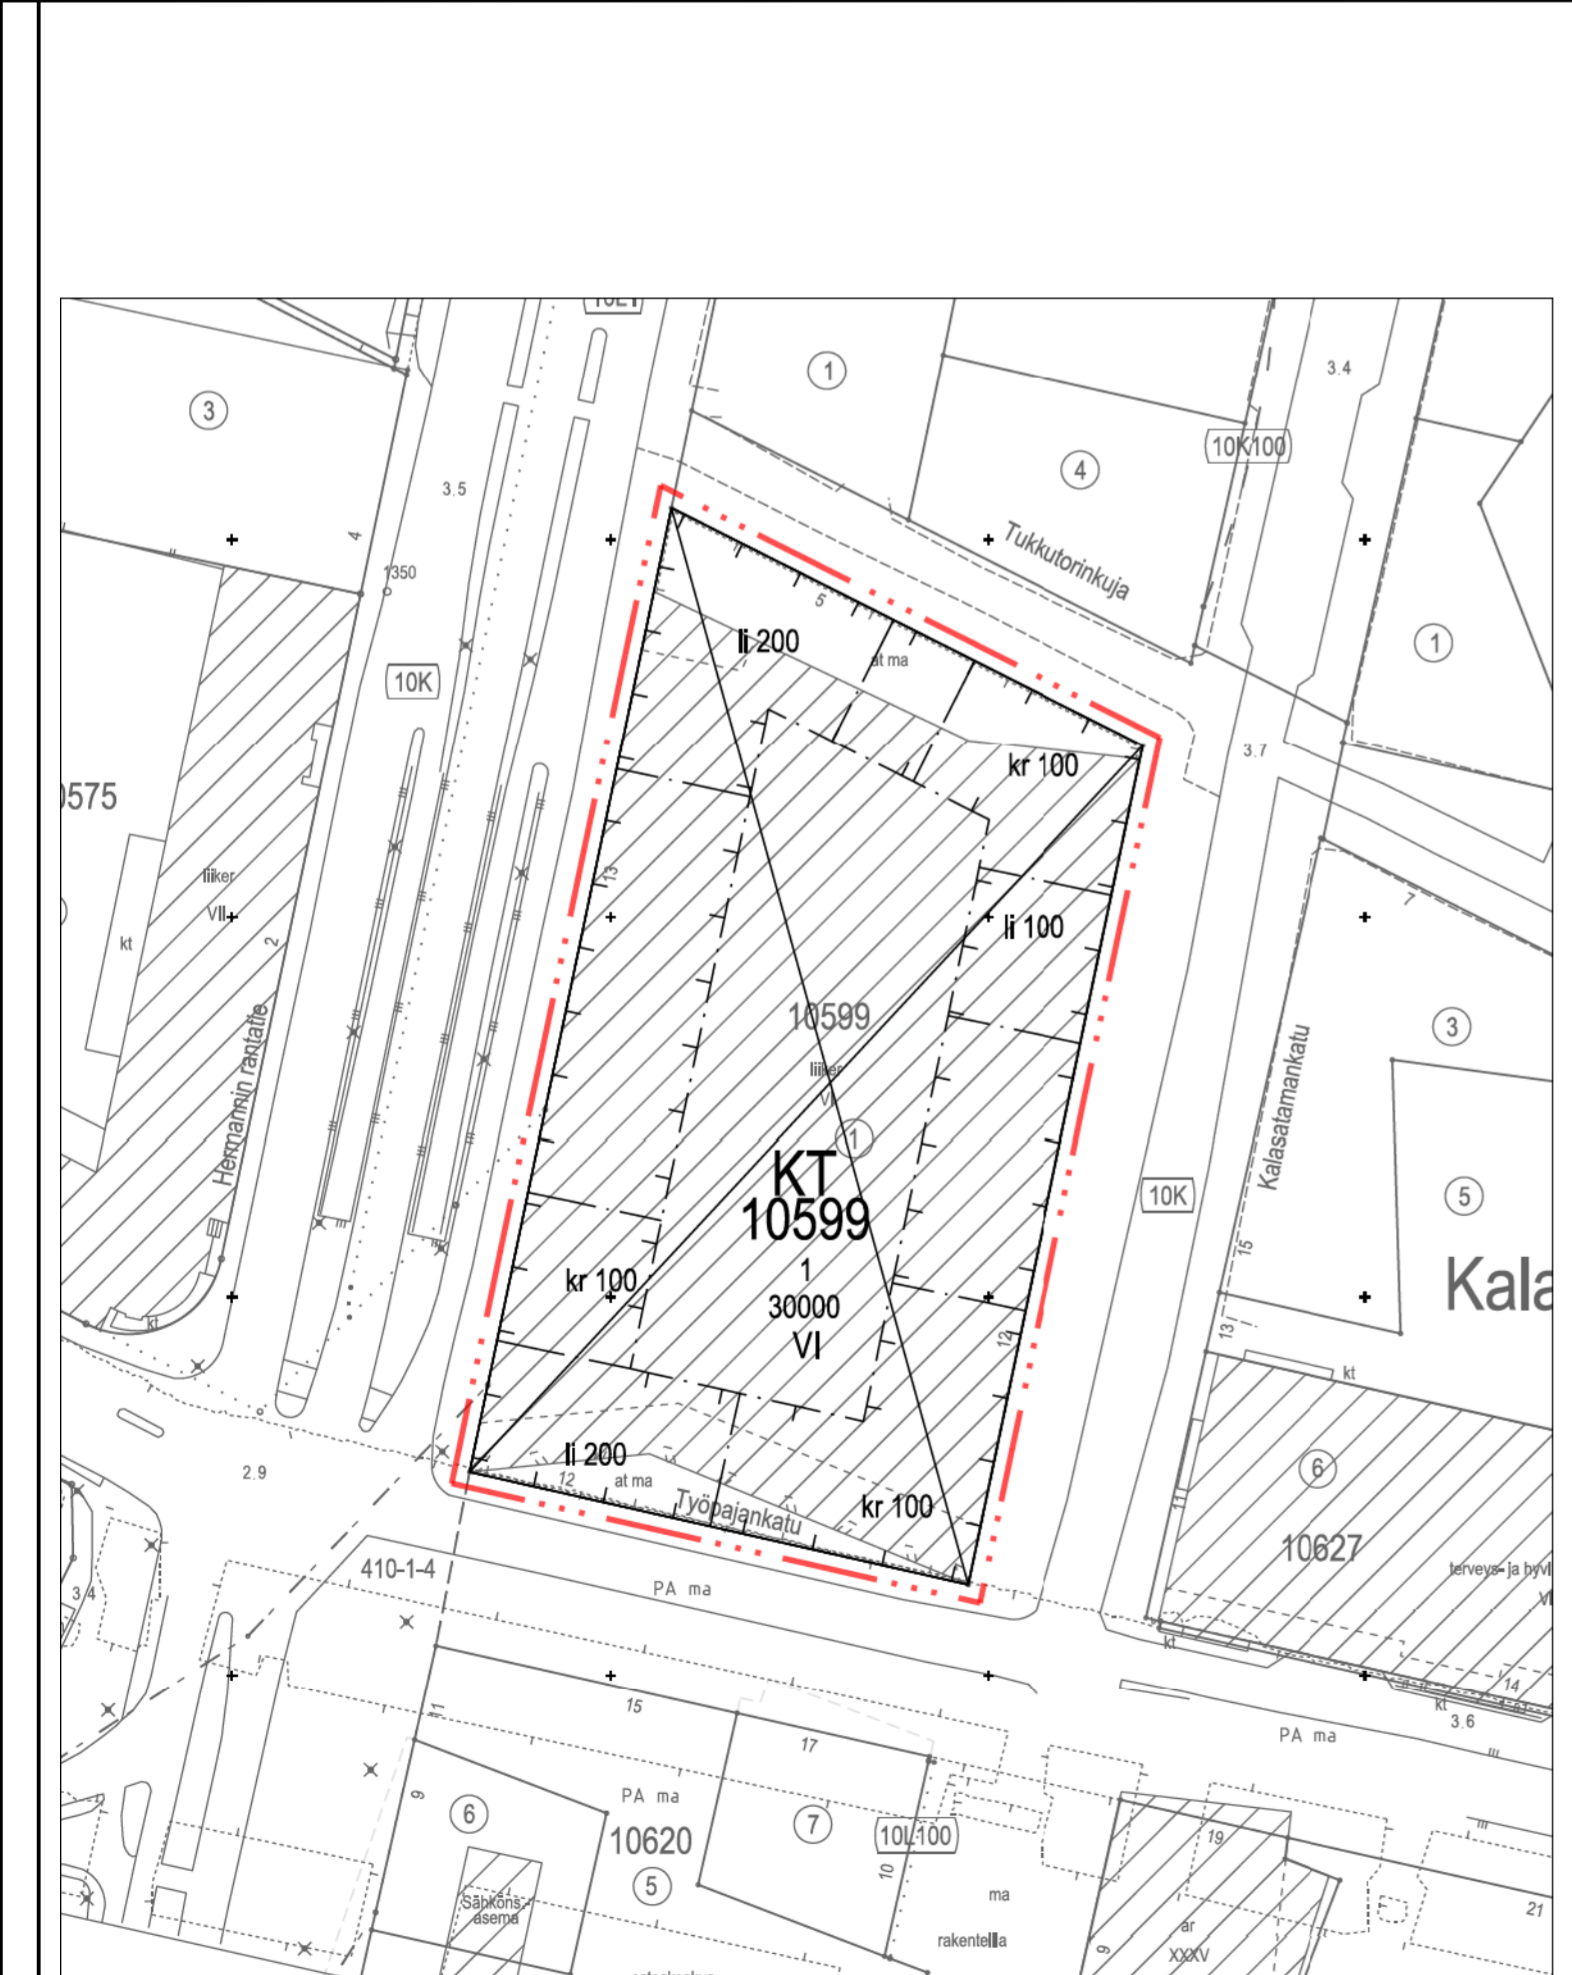 1
3.4
3
10K100
4
3.5
4
Tukkutorinkuja
1350
5
li 200
at ma
1
10K
3.7
kr 100
0575
liiker
13
VII
7
li 100
kt
2
10599
3
Hermannin rantatie
liiker
VI
Kalasatamankatu
1
KT
10599
10K
5
15
kr 100
1
30000
Kala
VI
13
12
kt
kt
li 200
6
2.9
12
at ma
Työpajankatu
kr 100
11
10627
410-1-4
terveys- ja hyvi
PA ma
3.4
VI
kt
14
kt
11
15
3.6
PA ma
17
9
PA ma
6
7
10L100
10620
19
5
10
ma
21
Sähköns.-
asema
ar
rakenteilla
9
XXXV